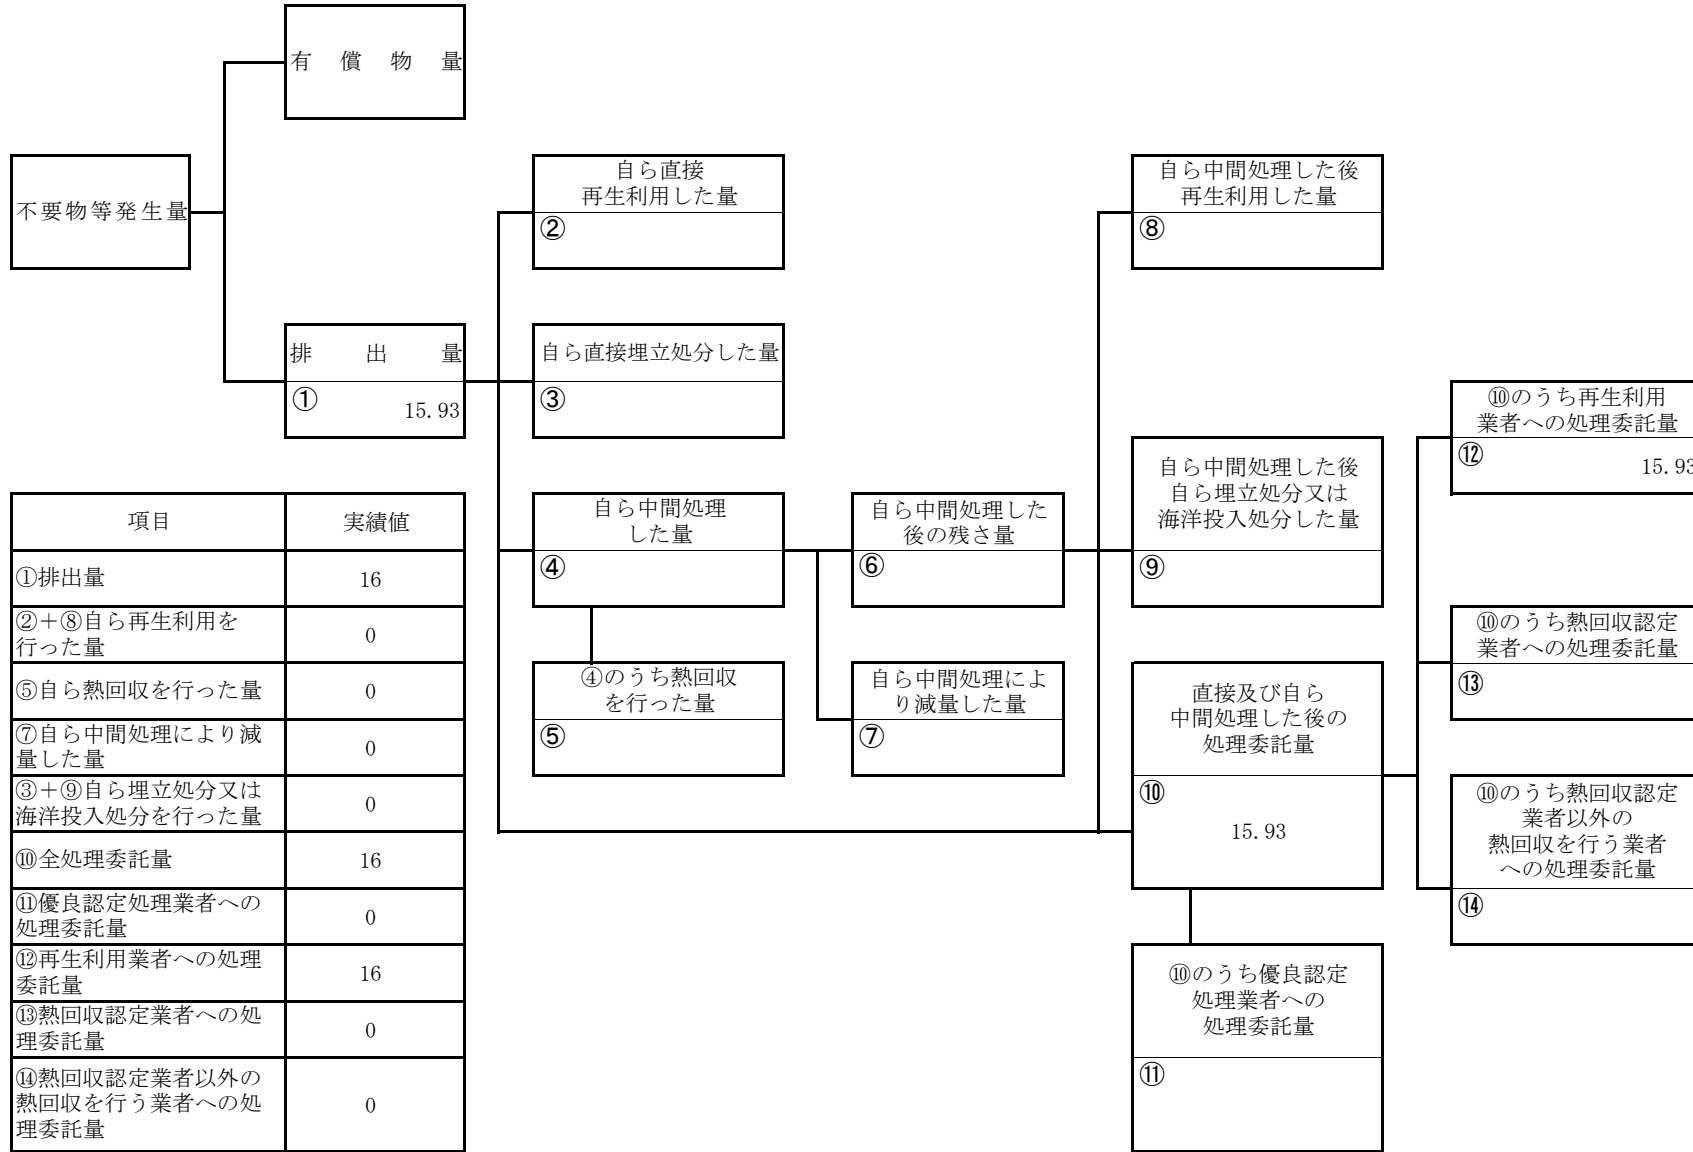 有償物量
不要物等発生量
自ら直接
再生利用した量
②
自ら中間処理した後
再生利用した量
⑧
排出量
①
15.93
自ら直接埋立処分した量
③
⑩のうち再生利用
業者への処理委託量
⑫
15.93
自ら中間処理
した量
④
自ら中間処理した
後の残さ量
⑥
自ら中間処理した後
自ら埋立処分又は
海洋投入処分した量
⑨
⑩のうち熱回収認定
業者への処理委託量
⑬
④のうち熱回収
を行った量
⑤
自ら中間処理によ
り減量した量
⑦
直接及び自ら
中間処理した後の
処理委託量
⑩
15.93
⑩のうち熱回収認定
業者以外の
熱回収を行う業者
への処理委託量
⑭
⑩のうち優良認定
処理業者への
処理委託量
⑪
項目 実績値
①排出量 16
②＋⑧自ら再生利用を
行った量 0
⑤自ら熱回収を行った量 0
⑦自ら中間処理により減
量した量 0
③＋⑨自ら埋立処分又は
海洋投入処分を行った量 0
⑩全処理委託量 16
⑪優良認定処理業者への
処理委託量 0
⑫再生利用業者への処理
委託量 16
⑬熱回収認定業者への処
理委託量 0
⑭熱回収認定業者以外の
熱回収を行う業者への処
理委託量 0